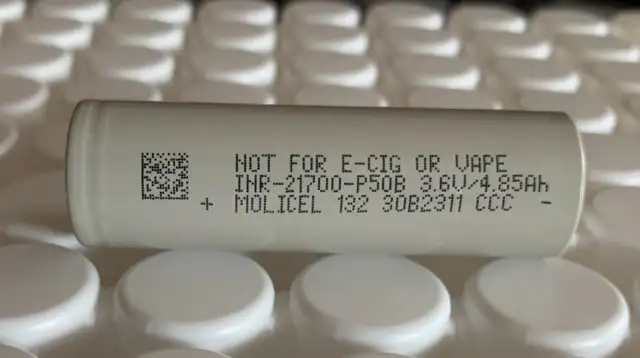 NOT FOR E-CIG OR VAPE
INR-21700-P50B 3.6V/4.85Ah
+ MOLICEL 132 30B2311 CCC -